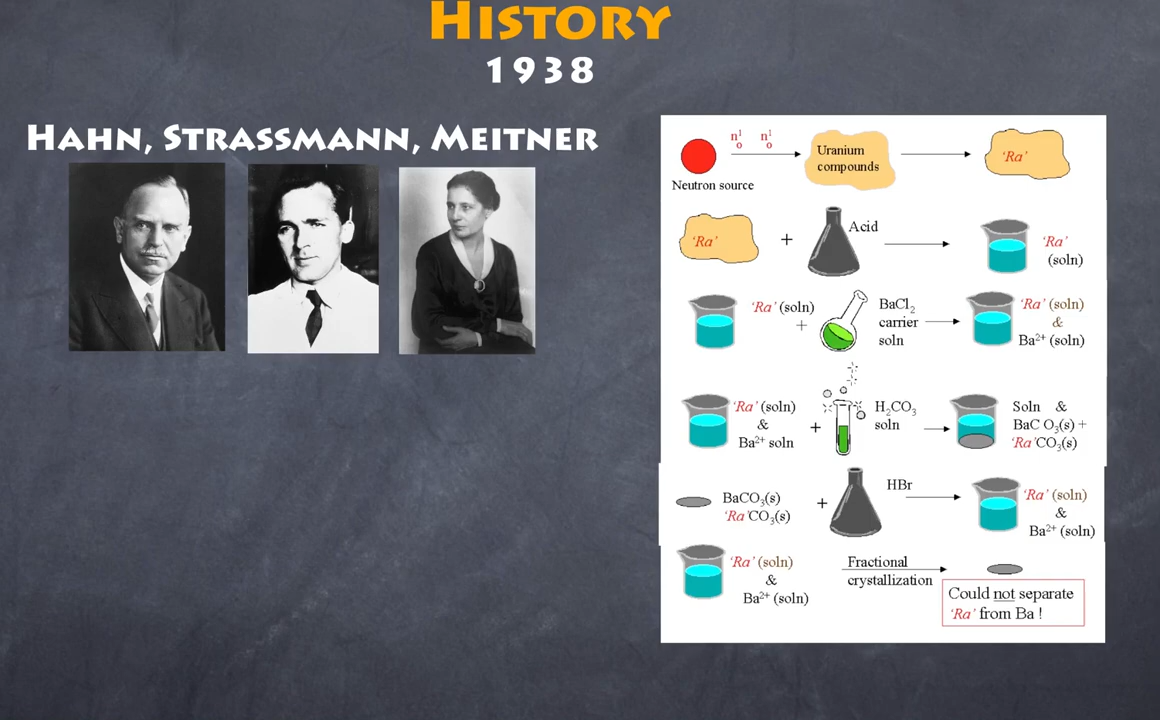 HISTORY
1938
HAHN, STRASSMANN, MEITNER
n¹₀ n¹₀
Neutron source
Uranium
compounds
'Ra'
'Ra'
+
Acid
'Ra'
(soln)
'Ra' (soln)
+
BaCl₂
carrier
soln
'Ra' (soln)
&
Ba²⁺ (soln)
'Ra' (soln)
&
Ba²⁺ soln
+
H₂CO₃
soln
Soln &
BaC O₃(s) +
'Ra'CO₃(s)
BaCO₃(s)
'Ra'CO₃(s)
+
HBr
'Ra' (soln)
&
Ba²⁺ (soln)
'Ra' (soln)
&
Ba²⁺ (soln)
Fractional
crystallization
Could not separate
'Ra' from Ba !